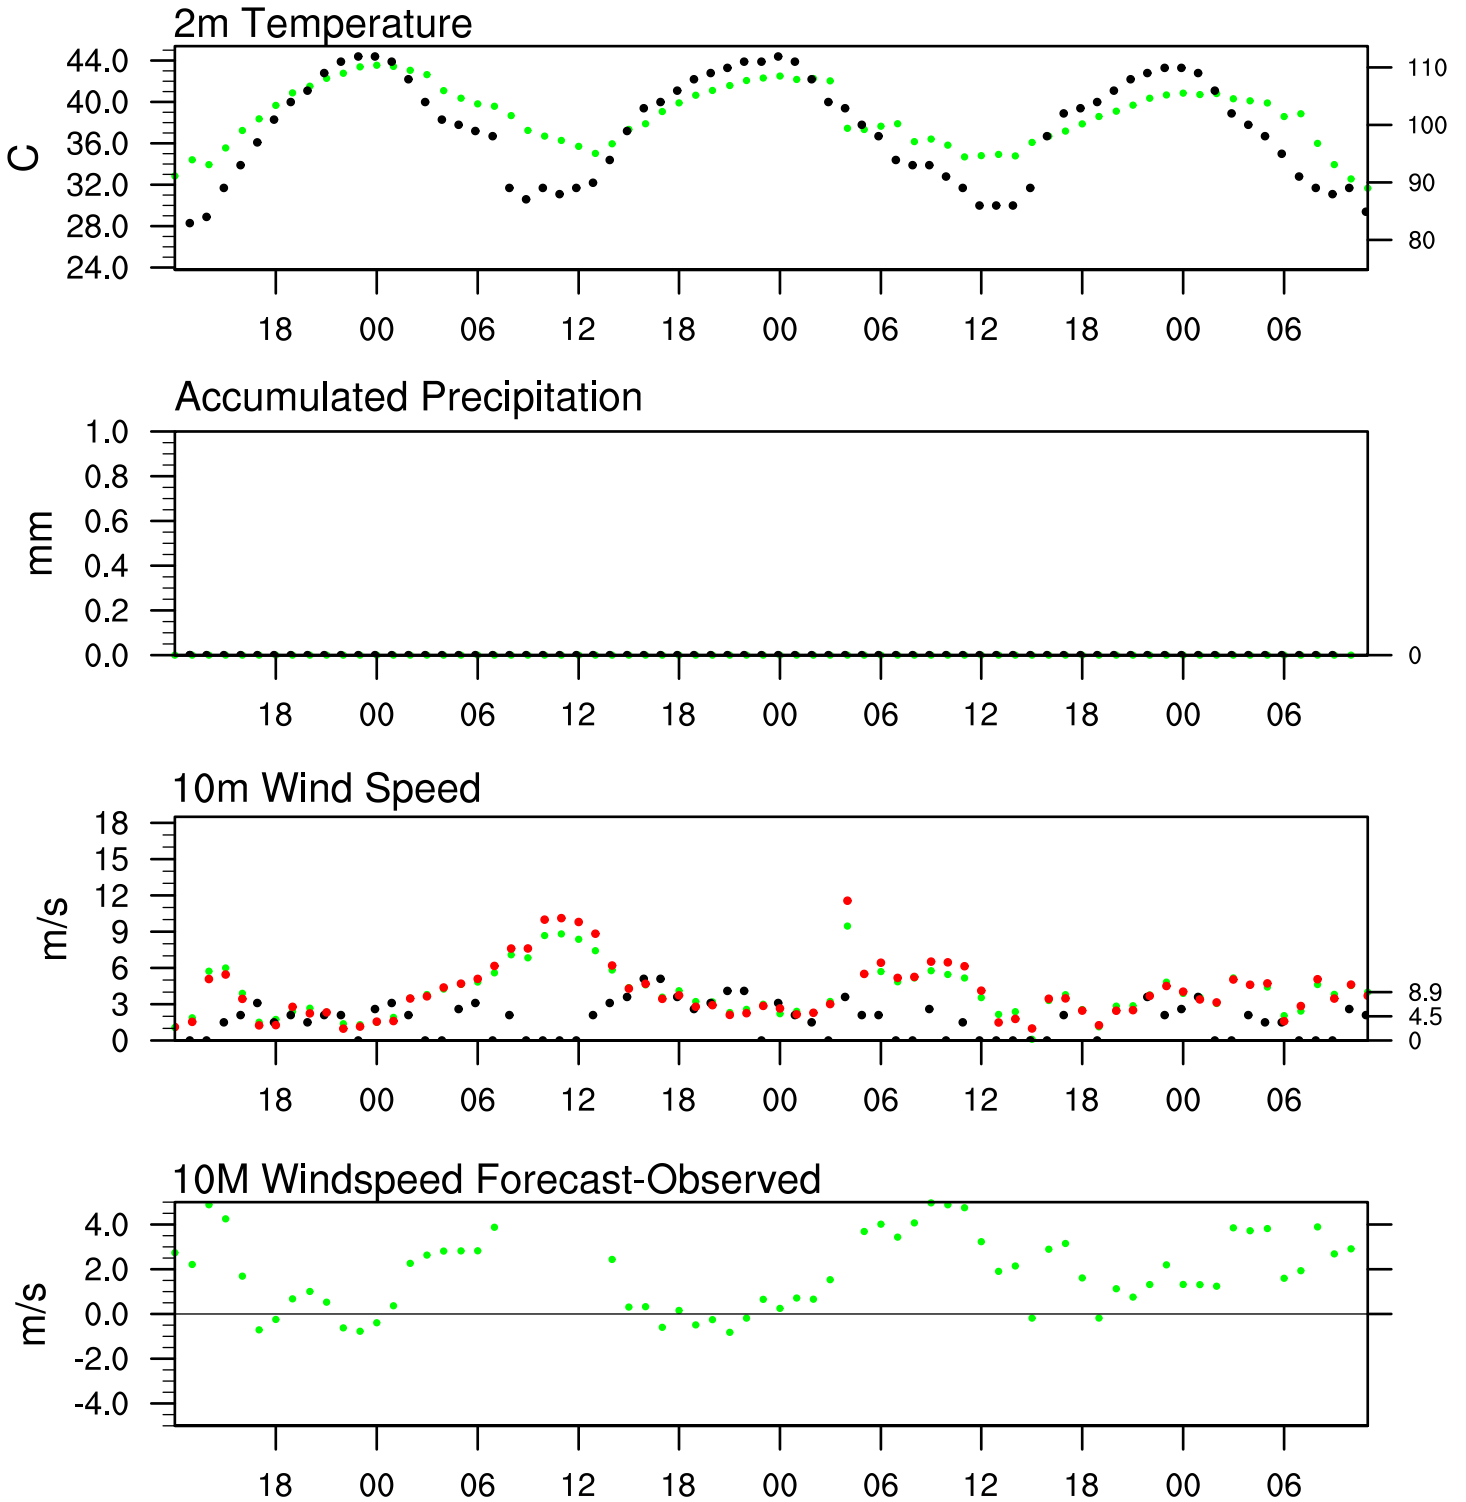 2m Temperature
44.0
40.0
36.0
32.0
28.0
24.0
C
110
100
90
80
18 00 06 12 18 00 06 12 18 00 06
Accumulated Precipitation
1.0
0.8
0.6
0.4
0.2
0.0
mm
0
18 00 06 12 18 00 06 12 18 00 06
10m Wind Speed
18
15
12
9
6
3
0
m/s
8.9
4.5
0
18 00 06 12 18 00 06 12 18 00 06
10M Windspeed Forecast-Observed
4.0
2.0
0.0
-2.0
-4.0
m/s
18 00 06 12 18 00 06 12 18 00 06